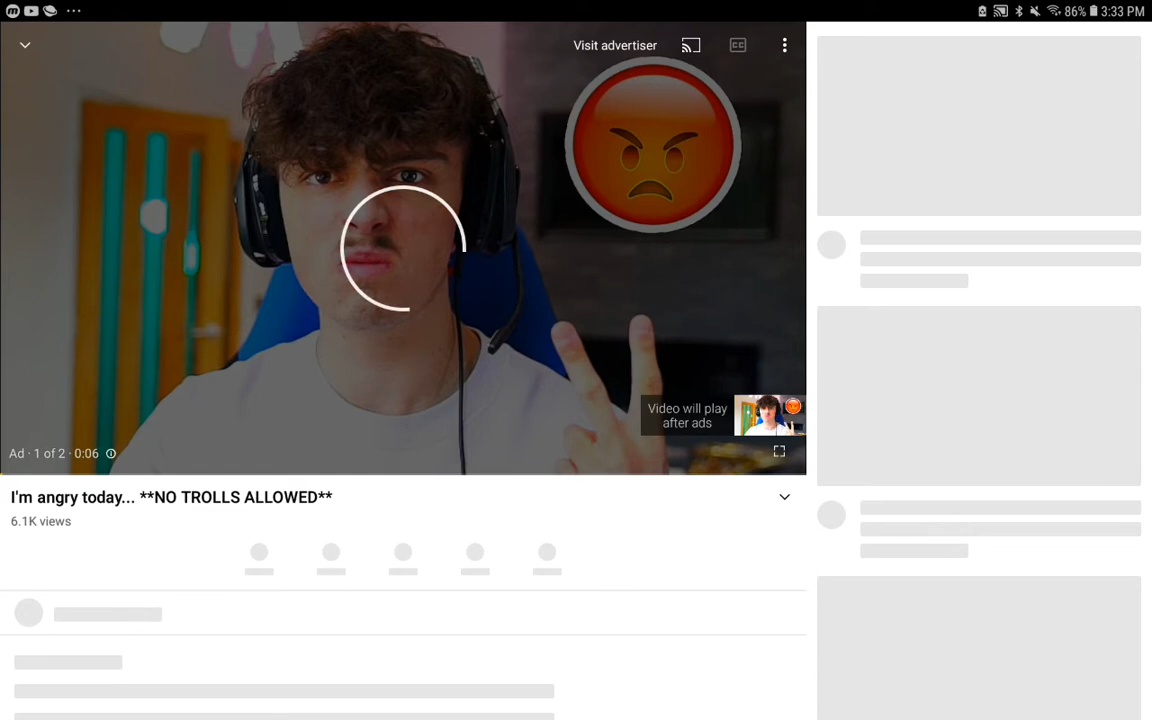 86% 3:33 PM
Visit advertiser
CC
Video will play
after ads
Ad · 1 of 2 · 0:06
I'm angry today... **NO TROLLS ALLOWED**
6.1K views